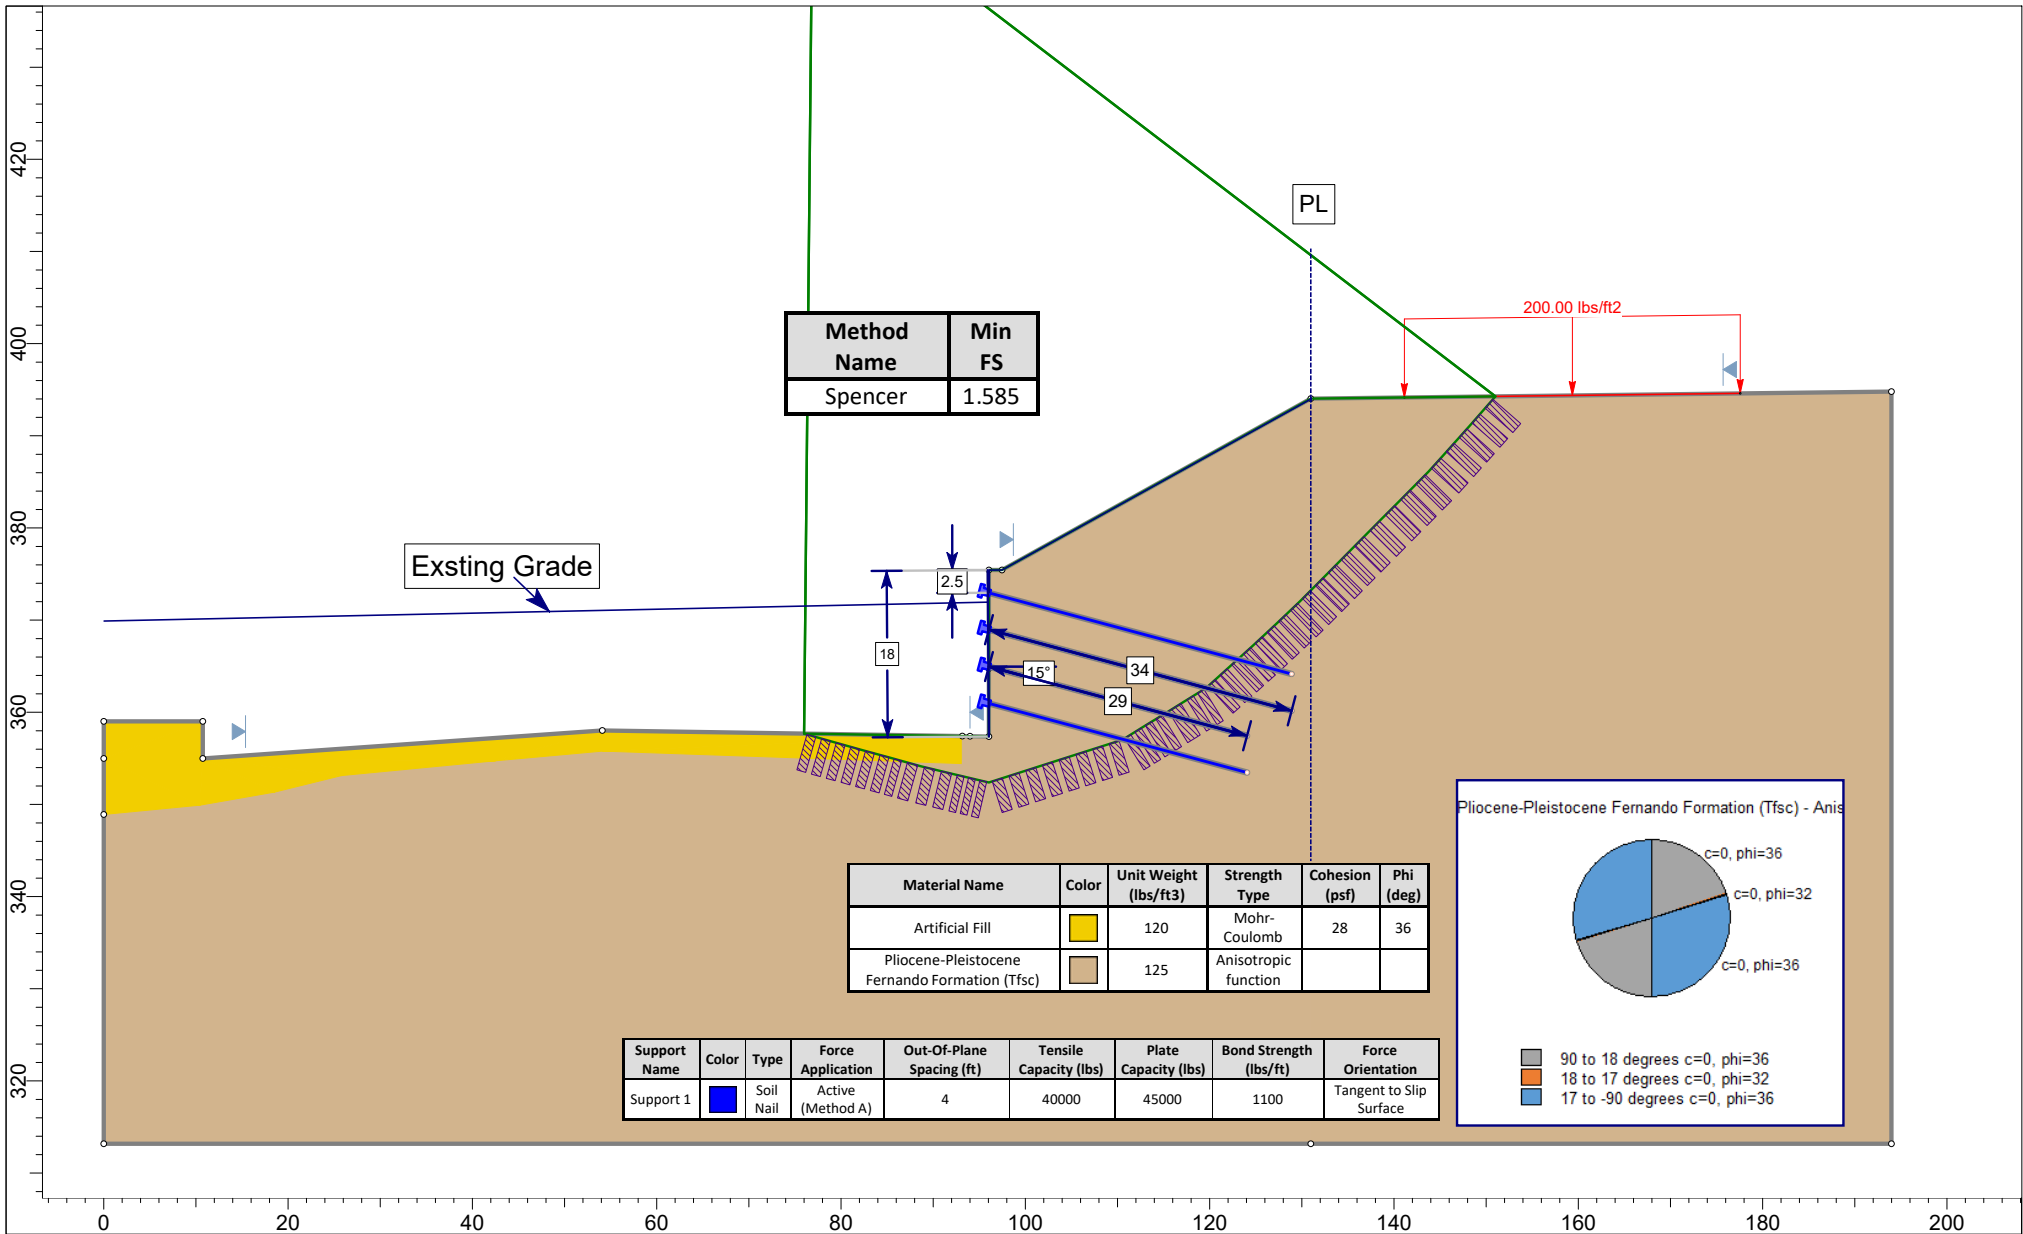 420
400
380
360
340
320
0
20
40
60
80
100
120
140
160
180
200
PL
200.00 lbs/ft2
Method Name
Min FS
Spencer
1.585
Exsting Grade
2.5
18
15°
34
29
Pliocene-Pleistocene Fernando Formation (Tfsc) - Anis
c=0, phi=36
c=0, phi=32
c=0, phi=36
90 to 18 degrees c=0, phi=36
18 to 17 degrees c=0, phi=32
17 to -90 degrees c=0, phi=36
Material Name
Color
Unit Weight (lbs/ft3)
Strength Type
Cohesion (psf)
Phi (deg)
Artificial Fill
120
Mohr-Coulomb
28
36
Pliocene-Pleistocene Fernando Formation (Tfsc)
125
Anisotropic function
Support Name
Color
Type
Force Application
Out-Of-Plane Spacing (ft)
Tensile Capacity (lbs)
Plate Capacity (lbs)
Bond Strength (lbs/ft)
Force Orientation
Support 1
Soil Nail
Active (Method A)
4
40000
45000
1100
Tangent to Slip Surface